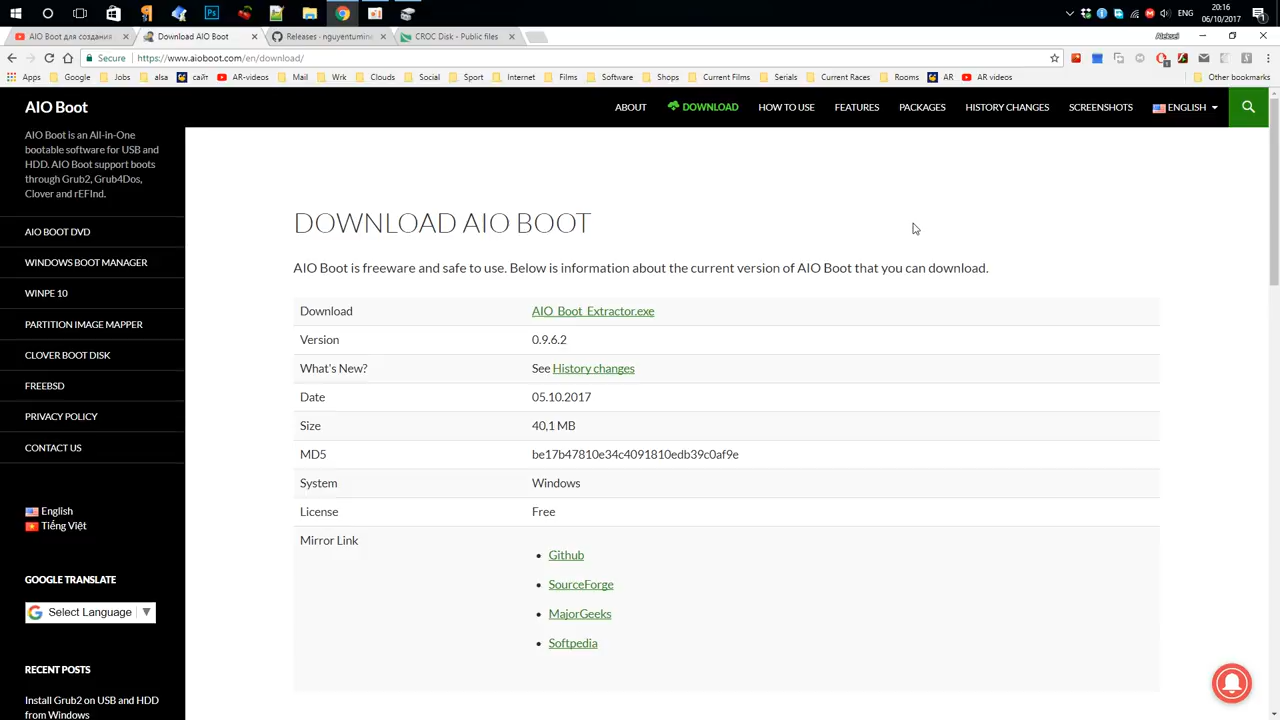 20:16
ENG
06/10/2017
AIO Boot для создания
Download AIO Boot
Releases · nguyentumine
CROC Disk - Public files
Aleksei
Secure
https://www.aioboot.com/en/download/
Apps
Google
Jobs
alsa
сайт
AR-videos
Mail
Wrk
Clouds
Social
Sport
Internet
Films
Software
Shops
Current Films
Serials
Current Races
Rooms
AR
AR videos
Other bookmarks
AIO Boot
ABOUT
DOWNLOAD
HOW TO USE
FEATURES
PACKAGES
HISTORY CHANGES
SCREENSHOTS
ENGLISH
AIO Boot is an All-in-One
bootable software for USB and
HDD. AIO Boot support boots
through Grub2, Grub4Dos,
Clover and rEFInd.
AIO BOOT DVD
WINDOWS BOOT MANAGER
WINPE 10
PARTITION IMAGE MAPPER
CLOVER BOOT DISK
FREEBSD
PRIVACY POLICY
CONTACT US
English
Tiếng Việt
GOOGLE TRANSLATE
Select Language
RECENT POSTS
Install Grub2 on USB and HDD
from Windows
DOWNLOAD AIO BOOT
AIO Boot is freeware and safe to use. Below is information about the current version of AIO Boot that you can download.
Download AIO_Boot_Extractor.exe
Version 0.9.6.2
What's New? See History changes
Date 05.10.2017
Size 40,1 MB
MD5 be17b47810e34c4091810edb39c0af9e
System Windows
License Free
Mirror Link
• Github
• SourceForge
• MajorGeeks
• Softpedia